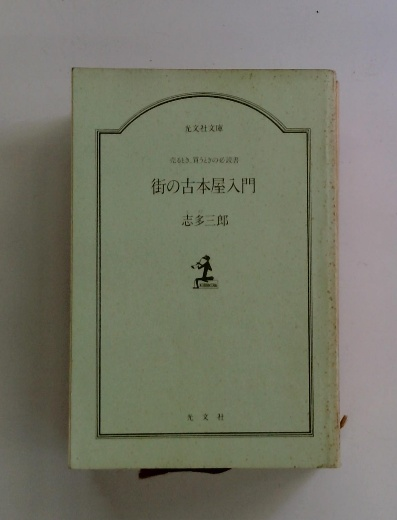 光文社文庫
売るとき、買うときの必読書
街の古本屋入門
志多三郎
光文社